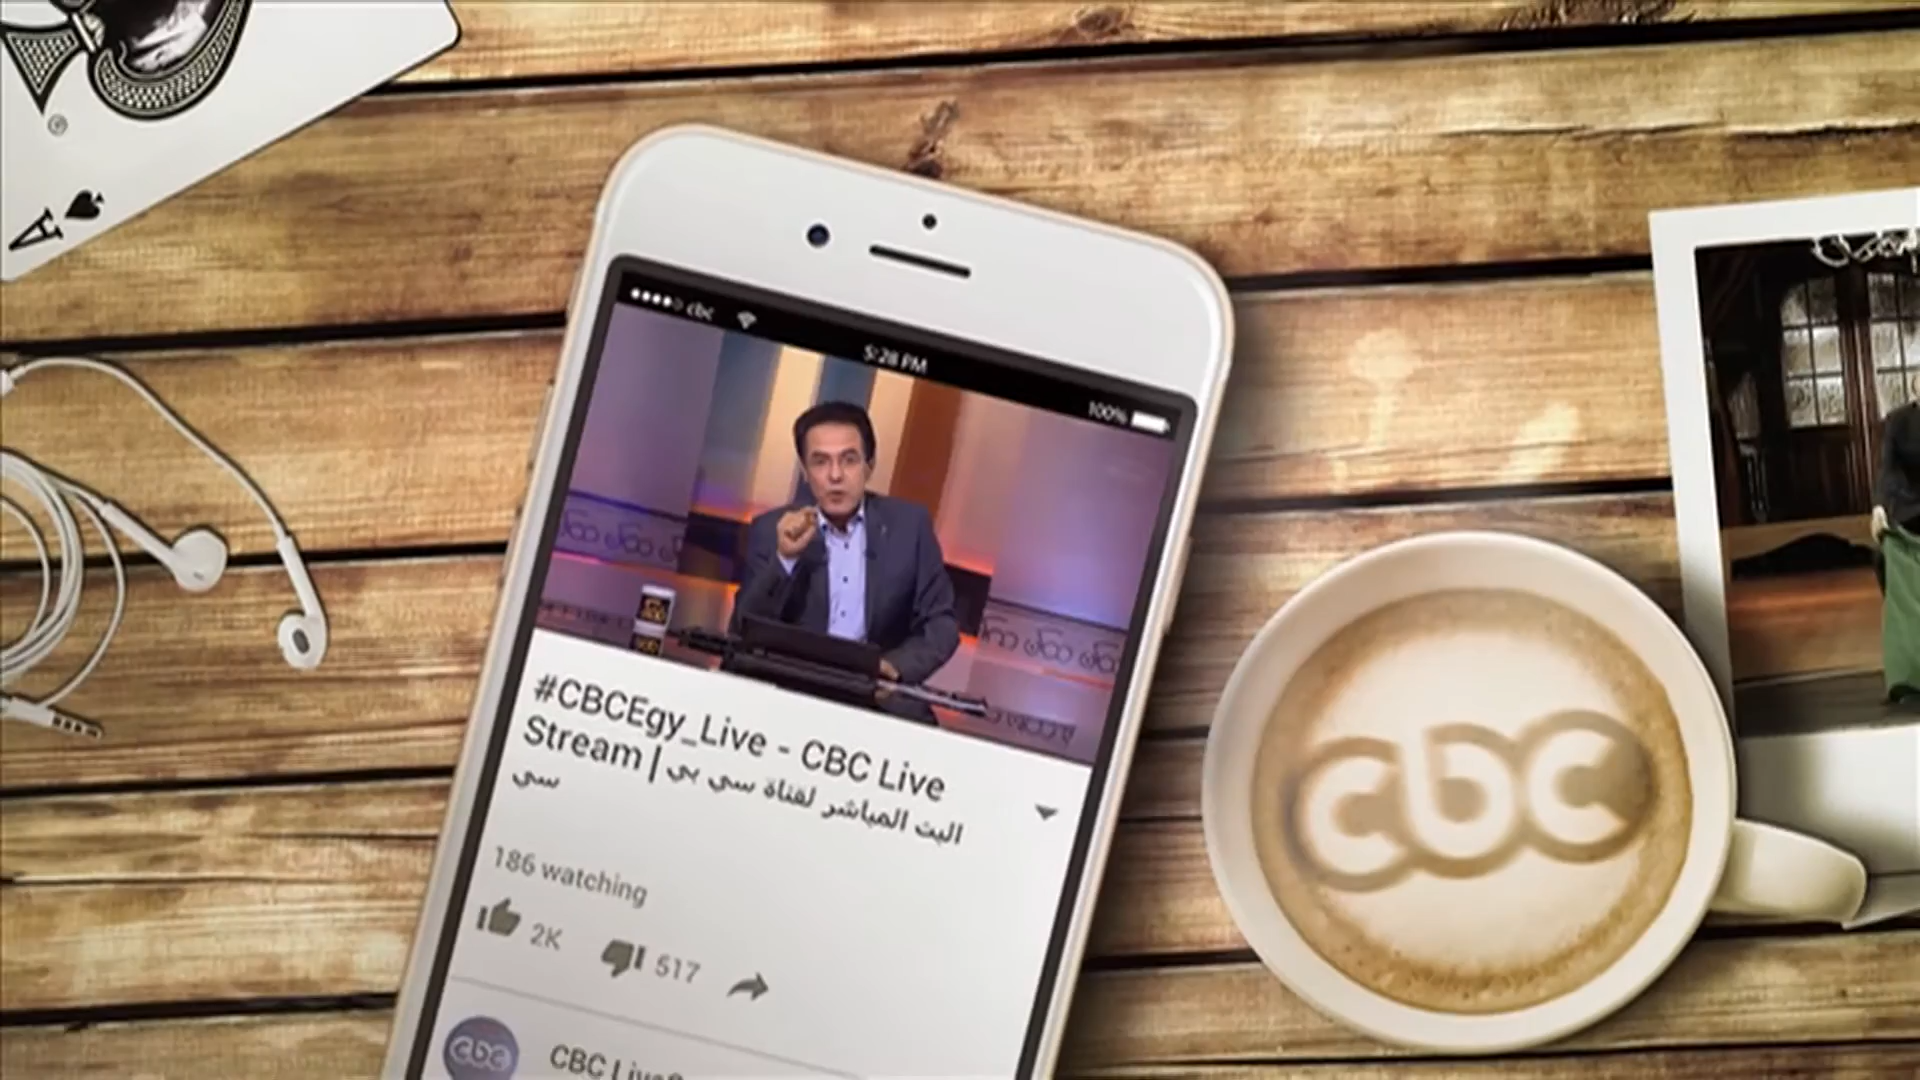 A
®
cbc
5:28 PM
100%
#CBCEgy_Live - CBC Live
Stream | البث المباشر لقناة سي بي
سي
186 watching
2K
517
cbc
CBC Live
cbc